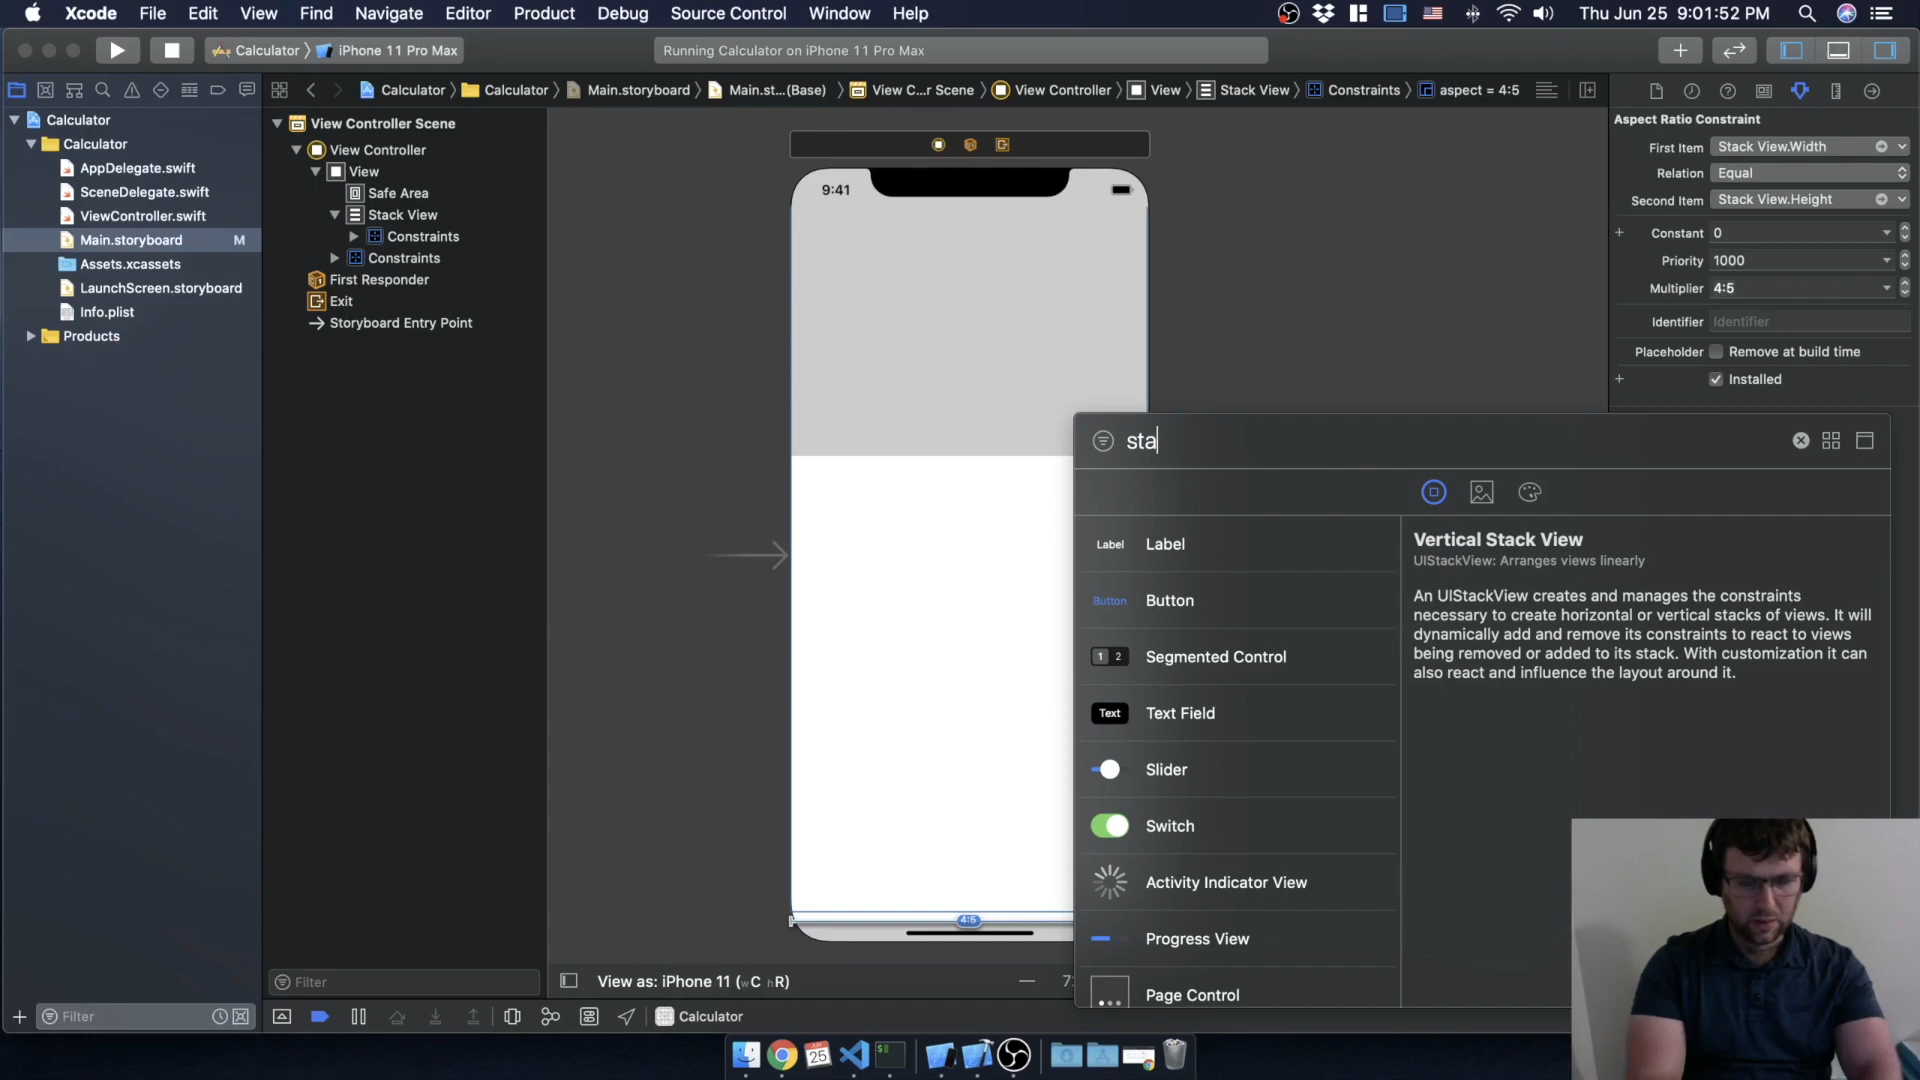 Xcode File Edit View Find Navigate Editor Product Debug Source Control Window Help
Thu Jun 25 9:01:52 PM
Calculator iPhone 11 Pro Max
Running Calculator on iPhone 11 Pro Max
Calculator Calculator Main.storyboard Main.st...(Base) View C...r Scene View Controller View Stack View Constraints aspect = 4:5
Calculator
Calculator
AppDelegate.swift
SceneDelegate.swift
ViewController.swift
Main.storyboard M
Assets.xcassets
LaunchScreen.storyboard
Info.plist
Products
Filter
View Controller Scene
View Controller
View
Safe Area
Stack View
Constraints
Constraints
First Responder
Exit
Storyboard Entry Point
Filter
9:41
4:5
View as: iPhone 11 (wC hR)
Calculator
Aspect Ratio Constraint
First Item Stack View.Width
Relation Equal
Second Item Stack View.Height
Constant 0
Priority 1000
Multiplier 4:5
Identifier Identifier
Placeholder Remove at build time
Installed
sta
Label Label
Button Button
1 2 Segmented Control
Text Text Field
Slider
Switch
Activity Indicator View
Progress View
Page Control
Vertical Stack View
UIStackView: Arranges views linearly
An UIStackView creates and manages the constraints
necessary to create horizontal or vertical stacks of views. It will
dynamically add and remove its constraints to react to views
being removed or added to its stack. With customization it can
also react and influence the layout around it.
25